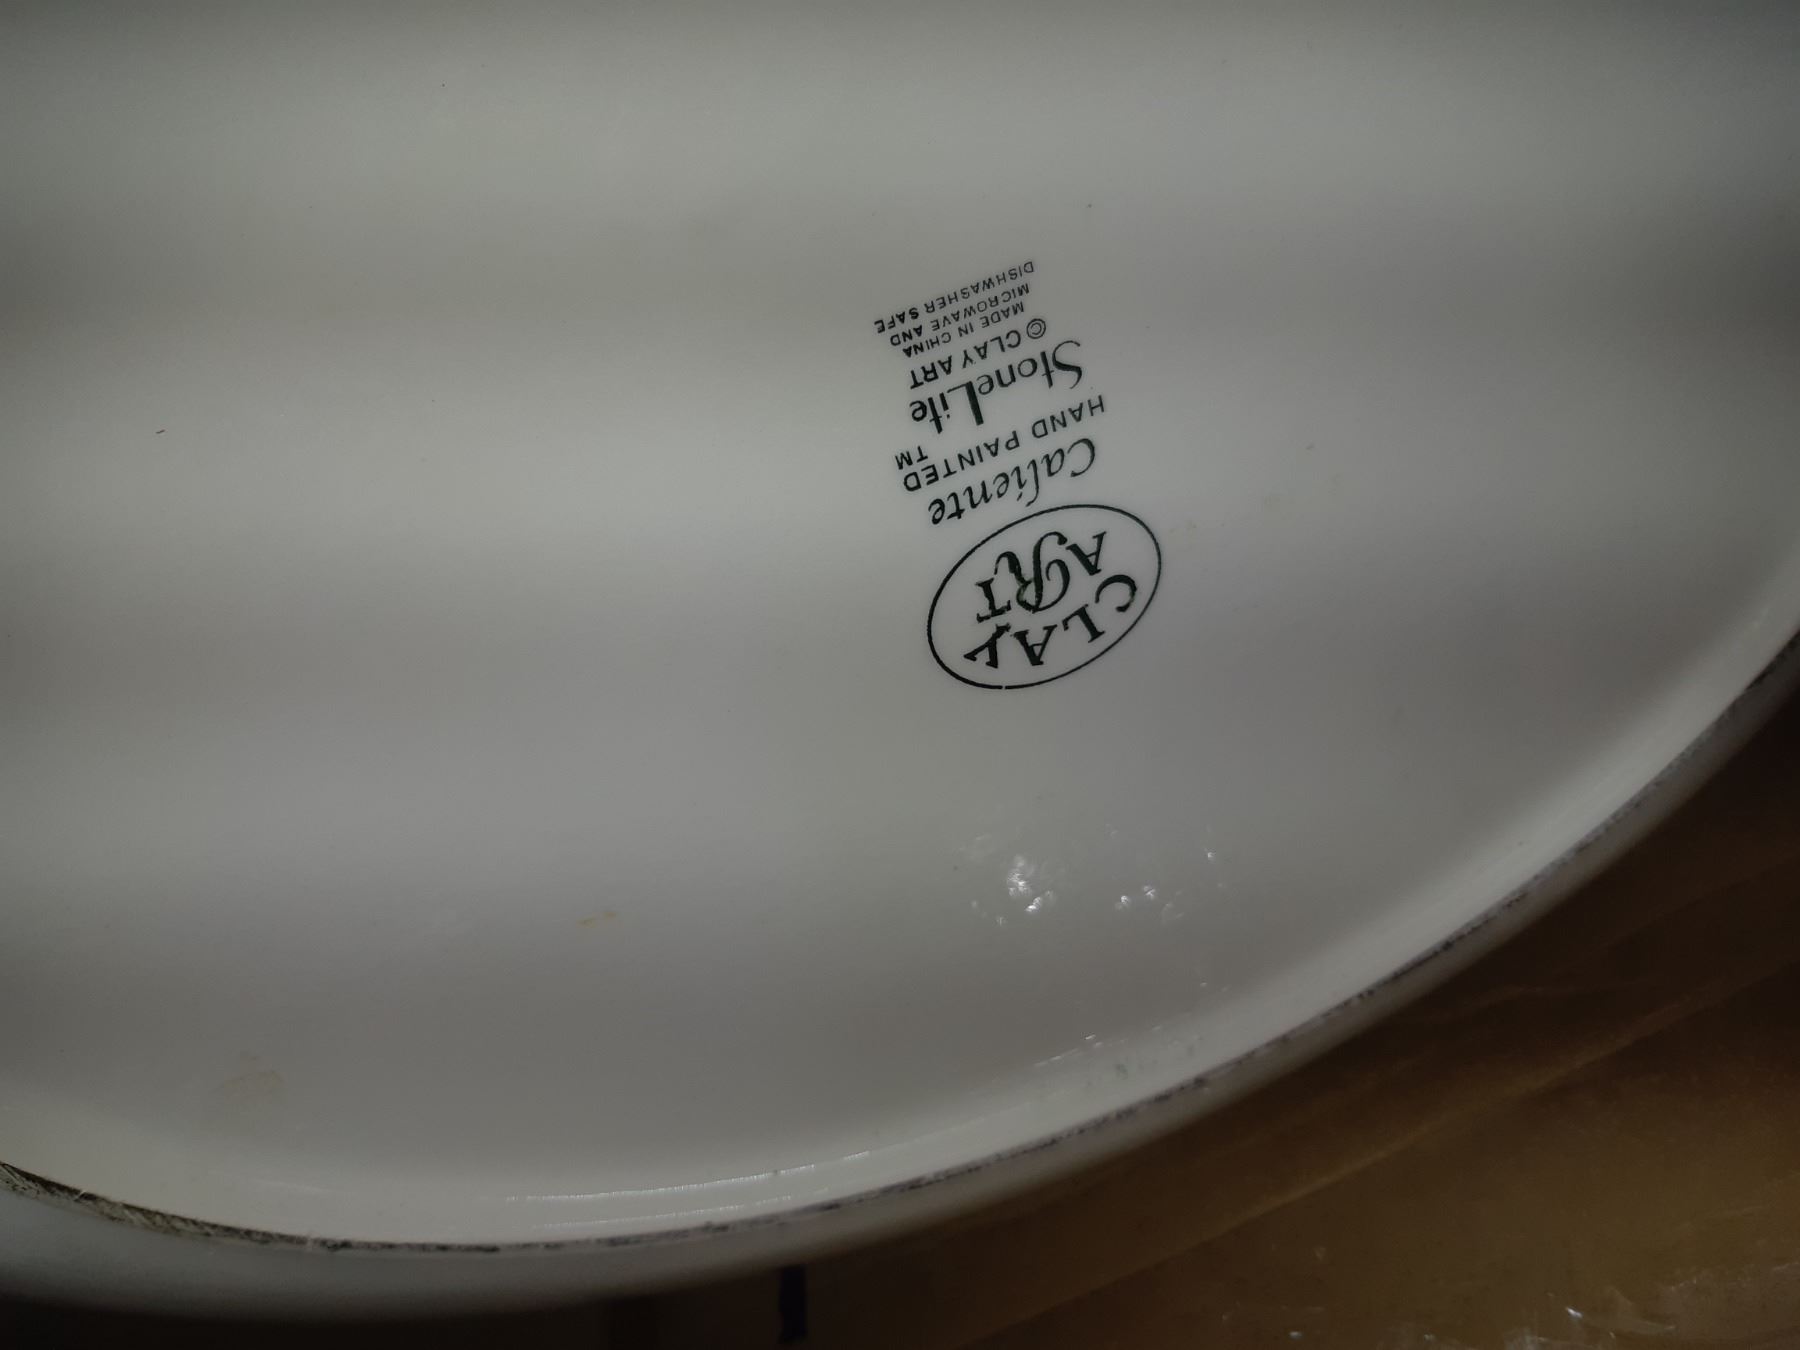 CLAY
ART
Caliente
HAND PAINTED
StoneLite TM
© CLAY ART
MADE IN CHINA
MICROWAVE AND
DISHWASHER SAFE